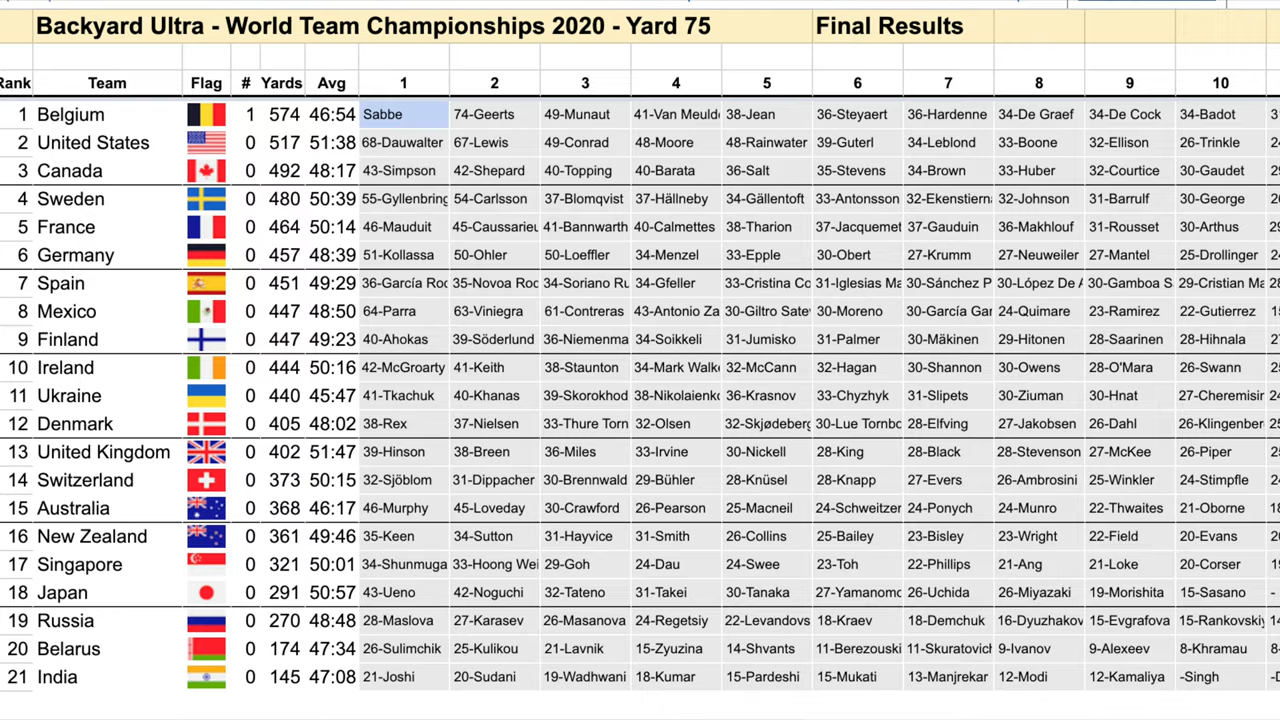 Backyard Ultra - World Team Championships 2020 - Yard 75 Final Results
Rank Team Flag # Yards Avg 1 2 3 4 5 6 7 8 9 10
1 Belgium 1 574 46:54 Sabbe 74-Geerts 49-Munaut 41-Van Meuld 38-Jean 36-Steyaert 36-Hardenne 34-De Graef 34-De Cock 34-Badot 3
2 United States 0 517 51:38 68-Dauwalter 67-Lewis 49-Conrad 48-Moore 48-Rainwater 39-Guterl 34-Leblond 33-Boone 32-Ellison 26-Trinkle 24
3 Canada 0 492 48:17 43-Simpson 42-Shepard 40-Topping 40-Barata 36-Salt 35-Stevens 34-Brown 33-Huber 32-Courtice 30-Gaudet 29
4 Sweden 0 480 50:39 55-Gyllenbring 54-Carlsson 37-Blomqvist 37-Hällneby 34-Gällentoft 33-Antonsson 32-Ekenstierna 32-Johnson 31-Barrulf 30-George
5 France 0 464 50:14 46-Mauduit 45-Caussarieu 41-Bannwarth 40-Calmettes 38-Tharion 37-Jacquemet 37-Gauduin 36-Makhlouf 31-Rousset 30-Arthus
6 Germany 0 457 48:39 51-Kollassa 50-Ohler 50-Loeffler 34-Menzel 33-Epple 30-Obert 27-Krumm 27-Neuweiler 27-Mantel 25-Drollinger
7 Spain 0 451 49:29 36-García Roc 35-Novoa Roc 34-Soriano Ru 34-Gfeller 33-Cristina Co 31-Iglesias Ma 30-Sánchez P 30-López De A 30-Gamboa S 29-Cristian Ma
8 Mexico 0 447 48:50 64-Parra 63-Viniegra 61-Contreras 43-Antonio Za 30-Giltro Sate 30-Moreno 30-García Gar 24-Quimare 23-Ramirez 22-Gutierrez
9 Finland 0 447 49:23 40-Ahokas 39-Söderlund 36-Niemenma 34-Soikkeli 31-Jumisko 31-Palmer 30-Mäkinen 29-Hitonen 28-Saarinen 28-Hihnala
10 Ireland 0 444 50:16 42-McGroarty 41-Keith 38-Staunton 34-Mark Walke 32-McCann 32-Hagan 30-Shannon 30-Owens 28-O'Mara 26-Swann
11 Ukraine 0 440 45:47 41-Tkachuk 40-Khanas 39-Skorokhod 38-Nikolaienko 36-Krasnov 33-Chyzhyk 31-Slipets 30-Ziuman 30-Hnat 27-Cheremisin
12 Denmark 0 405 48:02 38-Rex 37-Nielsen 33-Thure Torn 32-Olsen 32-Skjødeberg 30-Lue Tornbo 28-Elfving 27-Jakobsen 26-Dahl 26-Klingenber
13 United Kingdom 0 402 51:47 39-Hinson 38-Breen 36-Miles 33-Irvine 30-Nickell 28-King 28-Black 28-Stevenson 27-McKee 26-Piper
14 Switzerland 0 373 50:15 32-Sjöblom 31-Dippacher 30-Brennwald 29-Bühler 28-Knüsel 28-Knapp 27-Evers 26-Ambrosini 25-Winkler 24-Stimpfle
15 Australia 0 368 46:17 46-Murphy 45-Loveday 30-Crawford 26-Pearson 25-Macneil 24-Schweitzer 24-Ponych 24-Munro 22-Thwaites 21-Oborne
16 New Zealand 0 361 49:46 35-Keen 34-Sutton 31-Hayvice 31-Smith 26-Collins 25-Bailey 23-Bisley 23-Wright 22-Field 20-Evans
17 Singapore 0 321 50:01 34-Shunmuga 33-Hoong Wei 29-Goh 24-Dau 24-Swee 23-Toh 22-Phillips 21-Ang 21-Loke 20-Corser
18 Japan 0 291 50:57 43-Ueno 42-Noguchi 32-Tateno 31-Takei 30-Tanaka 27-Yamanomo 26-Uchida 26-Miyazaki 19-Morishita 15-Sasano -
19 Russia 0 270 48:48 28-Maslova 27-Karasev 26-Masanova 24-Regetsiy 22-Levandovs 18-Kraev 18-Demchuk 16-Dyuzhakov 15-Evgrafova 15-Rankovskiy
20 Belarus 0 174 47:34 26-Sulimchik 25-Kulikou 21-Lavnik 15-Zyuzina 14-Shvants 11-Berezouski 11-Skuratovich 9-Ivanov 9-Alexeev 8-Khramau 8-
21 India 0 145 47:08 21-Joshi 20-Sudani 19-Wadhwani 18-Kumar 15-Pardeshi 15-Mukati 13-Manjrekar 12-Modi 12-Kamaliya -Singh